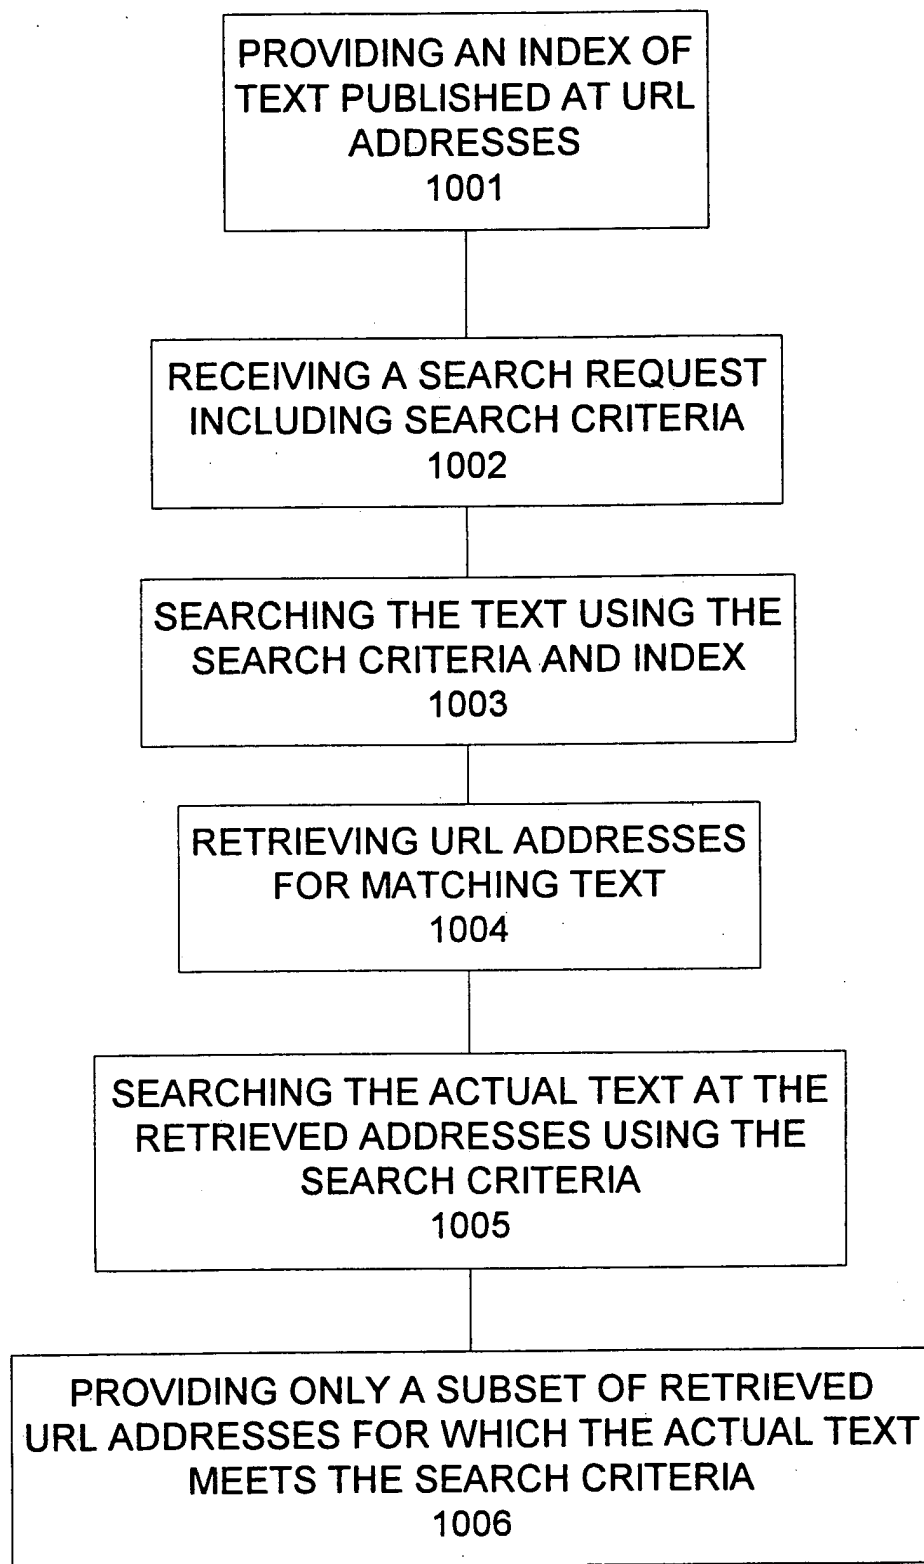 PROVIDING AN INDEX OF
TEXT PUBLISHED AT URL
ADDRESSES
1001
RECEIVING A SEARCH REQUEST
INCLUDING SEARCH CRITERIA
1002
SEARCHING THE TEXT USING THE
SEARCH CRITERIA AND INDEX
1003
RETRIEVING URL ADDRESSES
FOR MATCHING TEXT
1004
SEARCHING THE ACTUAL TEXT AT THE
RETRIEVED ADDRESSES USING THE
SEARCH CRITERIA
1005
PROVIDING ONLY A SUBSET OF RETRIEVED
URL ADDRESSES FOR WHICH THE ACTUAL TEXT
MEETS THE SEARCH CRITERIA
1006